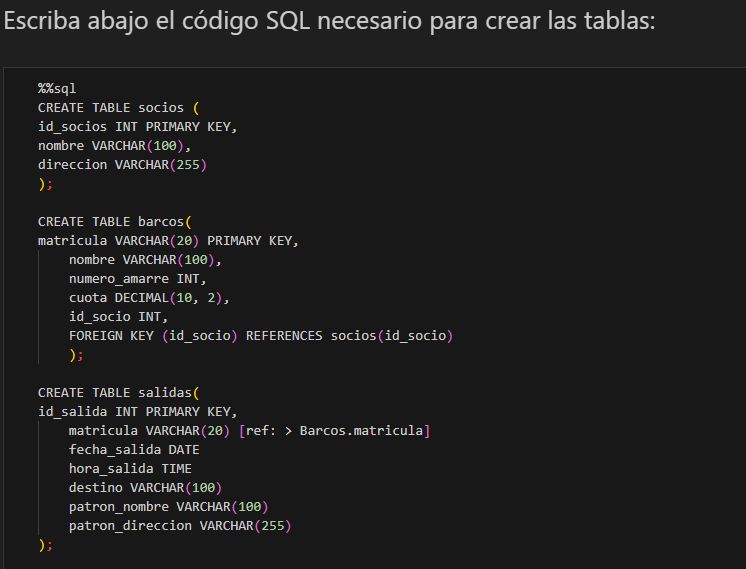 Escriba abajo el código SQL necesario para crear las tablas:
%%sql
CREATE TABLE socios (
id_socios INT PRIMARY KEY,
nombre VARCHAR(100),
direccion VARCHAR(255)
);
CREATE TABLE barcos(
matricula VARCHAR(20) PRIMARY KEY,
nombre VARCHAR(100),
numero_amarre INT,
cuota DECIMAL(10, 2),
id_socio INT,
FOREIGN KEY (id_socio) REFERENCES socios(id_socio)
);
CREATE TABLE salidas(
id_salida INT PRIMARY KEY,
matricula VARCHAR(20) [ref: > Barcos.matricula]
fecha_salida DATE
hora_salida TIME
destino VARCHAR(100)
patron_nombre VARCHAR(100)
patron_direccion VARCHAR(255)
);